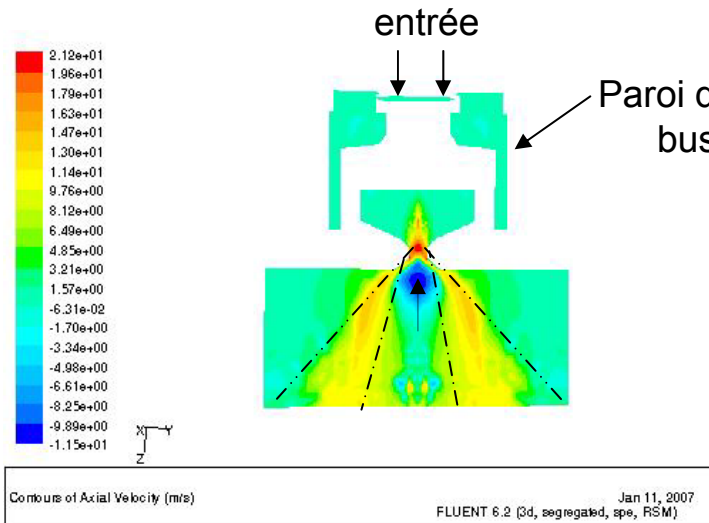 entrée
Paroi d
bus
2.12e+01
1.96e+01
1.79e+01
1.63e+01
1.47e+01
1.30e+01
1.14e+01
9.76e+00
8.12e+00
6.49e+00
4.85e+00
3.21e+00
1.57e+00
-6.31e-02
-1.70e+00
-3.34e+00
-4.98e+00
-6.61e+00
-8.25e+00
-9.89e+00
-1.15e+01
X Y
Z
Contours of Axial Velocity (m/s)
Jan 11, 2007
FLUENT 6.2 (3d, segregated, spe, RSM)